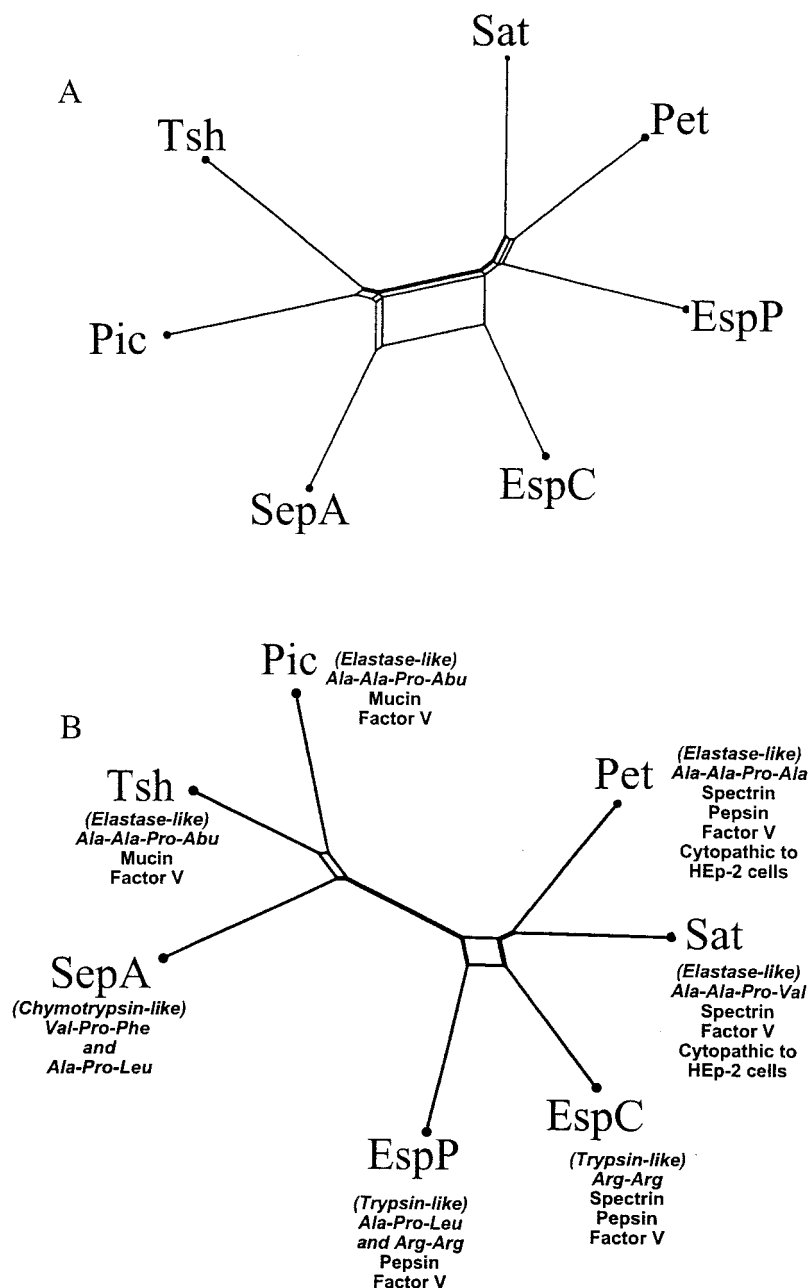 A
Sat
Pet
Tsh
EspP
Pic
EspC
SepA
B
Pic
(Elastase-like)
Ala-Ala-Pro-Abu
Mucin
Factor V
Tsh
(Elastase-like)
Ala-Ala-Pro-Abu
Mucin
Factor V
Pet
(Elastase-like)
Ala-Ala-Pro-Ala
Spectrin
Pepsin
Factor V
Cytopathic to
HEp-2 cells
Sat
(Elastase-like)
Ala-Ala-Pro-Val
Spectrin
Factor V
Cytopathic to
HEp-2 cells
SepA
(Chymotrypsin-like)
Val-Pro-Phe
and
Ala-Pro-Leu
EspP
(Trypsin-like)
Ala-Pro-Leu
and Arg-Arg
Pepsin
Factor V
EspC
(Trypsin-like)
Arg-Arg
Spectrin
Pepsin
Factor V